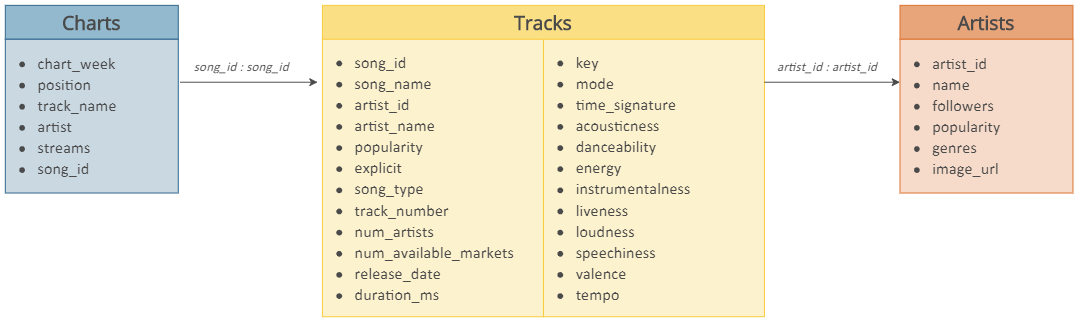 Charts
chart_week
position
track_name
artist
streams
song_id
song_id : song_id
Tracks
song_id
song_name
artist_id
artist_name
popularity
explicit
song_type
track_number
num_artists
num_available_markets
release_date
duration_ms
key
mode
time_signature
acousticness
danceability
energy
instrumentalness
liveness
loudness
speechiness
valence
tempo
artist_id : artist_id
Artists
artist_id
name
followers
popularity
genres
image_url